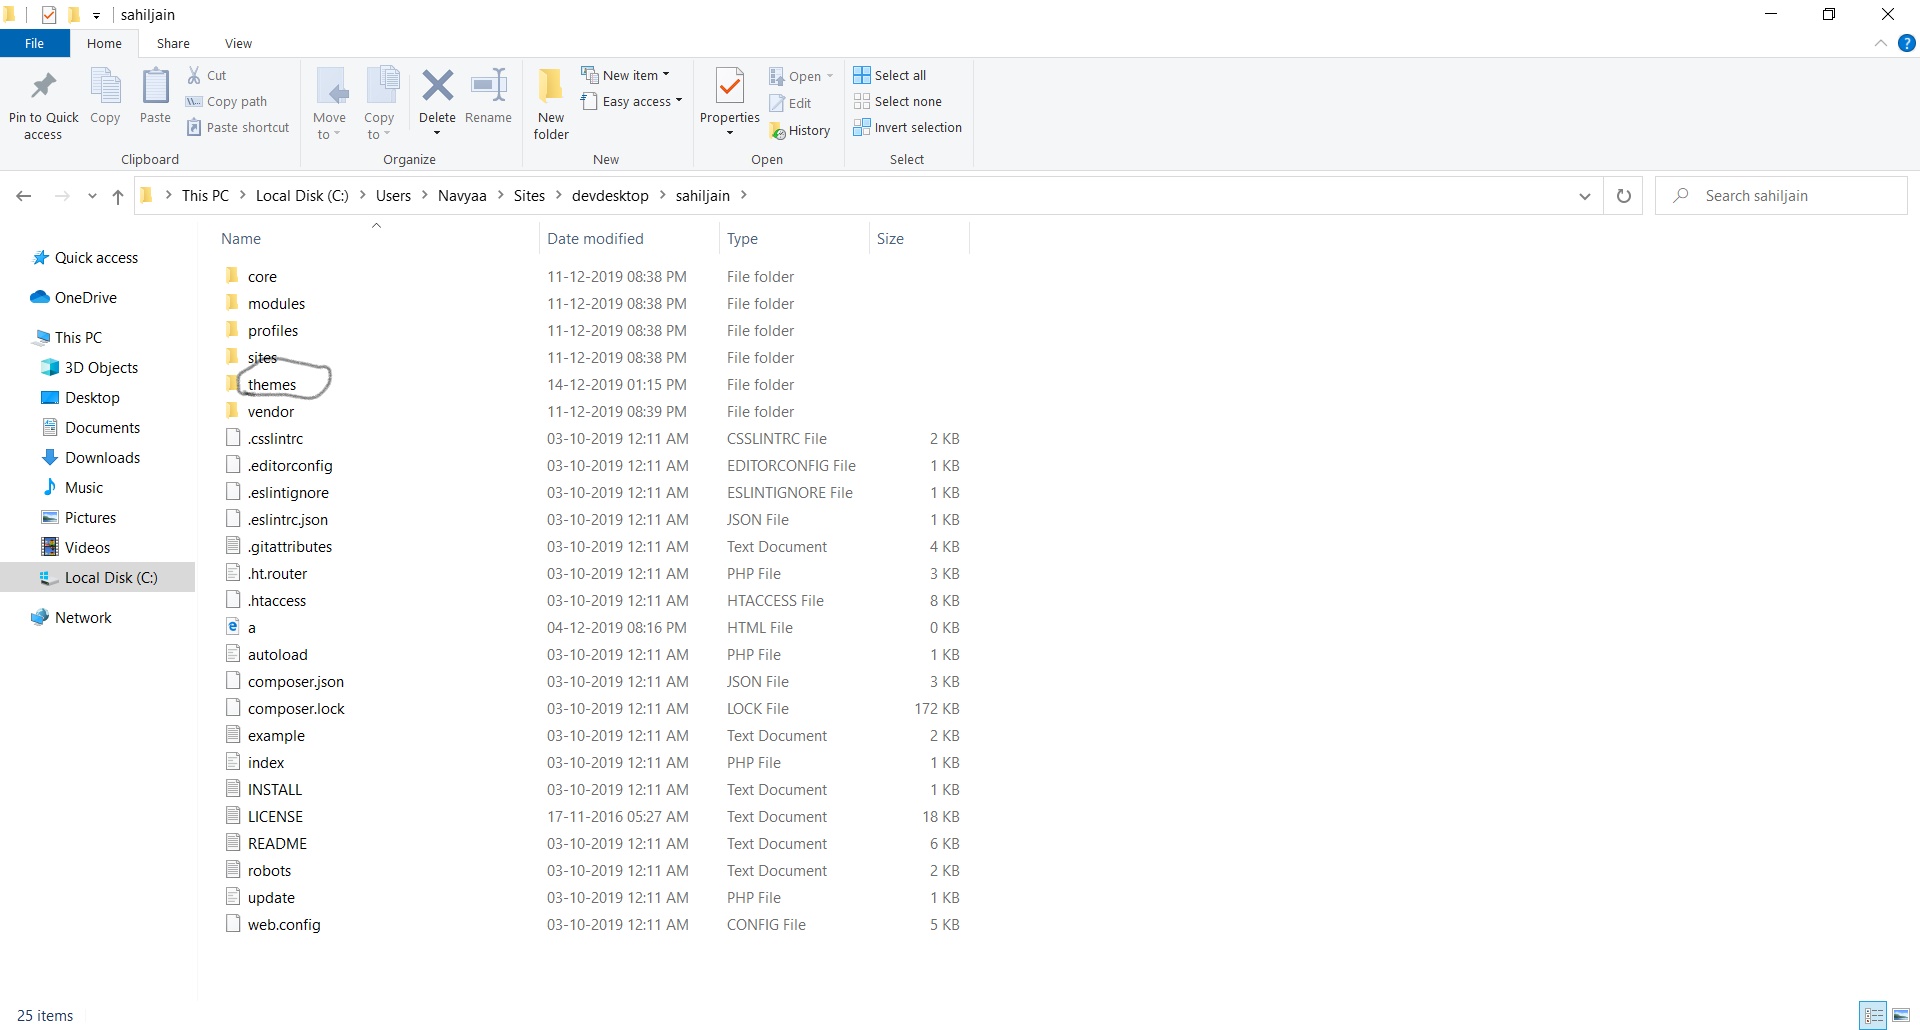 sahiljain
File Home Share View
Pin to Quick access
Copy
Paste
Cut
Copy path
Paste shortcut
Clipboard
Move to
Copy to
Delete
Rename
Organize
New folder
New item
Easy access
New
Properties
Open
Edit
History
Open
Select all
Select none
Invert selection
Select
This PC > Local Disk (C:) > Users > Navyaa > Sites > devdesktop > sahiljain >
Search sahiljain
Quick access
OneDrive
This PC
3D Objects
Desktop
Documents
Downloads
Music
Pictures
Videos
Local Disk (C:)
Network
Name Date modified Type Size
core 11-12-2019 08:38 PM File folder
modules 11-12-2019 08:38 PM File folder
profiles 11-12-2019 08:38 PM File folder
sites 11-12-2019 08:38 PM File folder
themes 14-12-2019 01:15 PM File folder
vendor 11-12-2019 08:39 PM File folder
.csslintrc 03-10-2019 12:11 AM CSSLINTRC File 2 KB
.editorconfig 03-10-2019 12:11 AM EDITORCONFIG File 1 KB
.eslintignore 03-10-2019 12:11 AM ESLINTIGNORE File 1 KB
.eslintrc.json 03-10-2019 12:11 AM JSON File 1 KB
.gitattributes 03-10-2019 12:11 AM Text Document 4 KB
.ht.router 03-10-2019 12:11 AM PHP File 3 KB
.htaccess 03-10-2019 12:11 AM HTACCESS File 8 KB
a 04-12-2019 08:16 PM HTML File 0 KB
autoload 03-10-2019 12:11 AM PHP File 1 KB
composer.json 03-10-2019 12:11 AM JSON File 3 KB
composer.lock 03-10-2019 12:11 AM LOCK File 172 KB
example 03-10-2019 12:11 AM Text Document 2 KB
index 03-10-2019 12:11 AM PHP File 1 KB
INSTALL 03-10-2019 12:11 AM Text Document 1 KB
LICENSE 17-11-2016 05:27 AM Text Document 18 KB
README 03-10-2019 12:11 AM Text Document 6 KB
robots 03-10-2019 12:11 AM Text Document 2 KB
update 03-10-2019 12:11 AM PHP File 1 KB
web.config 03-10-2019 12:11 AM CONFIG File 5 KB
25 items